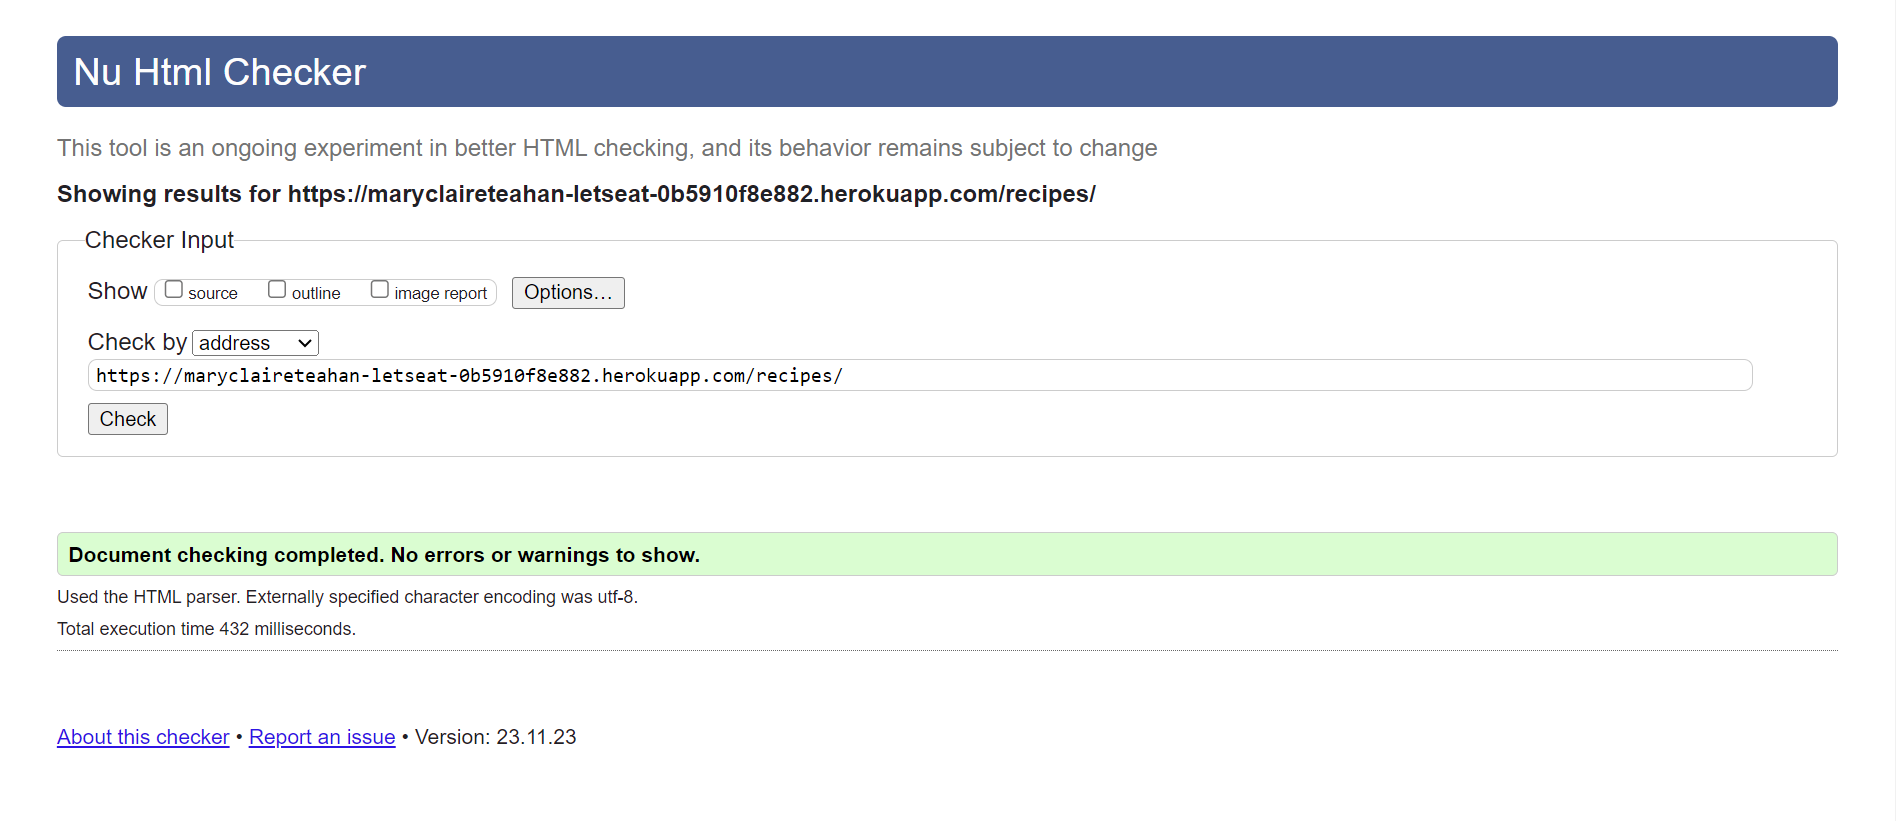 Nu Html Checker
This tool is an ongoing experiment in better HTML checking, and its behavior remains subject to change
Showing results for https://maryclaireteahan-letseat-0b5910f8e882.herokuapp.com/recipes/
Checker Input
Show source outline image report Options...
Check by address
https://maryclaireteahan-letseat-0b5910f8e882.herokuapp.com/recipes/
Check
Document checking completed. No errors or warnings to show.
Used the HTML parser. Externally specified character encoding was utf-8.
Total execution time 432 milliseconds.
About this checker • Report an issue • Version: 23.11.23